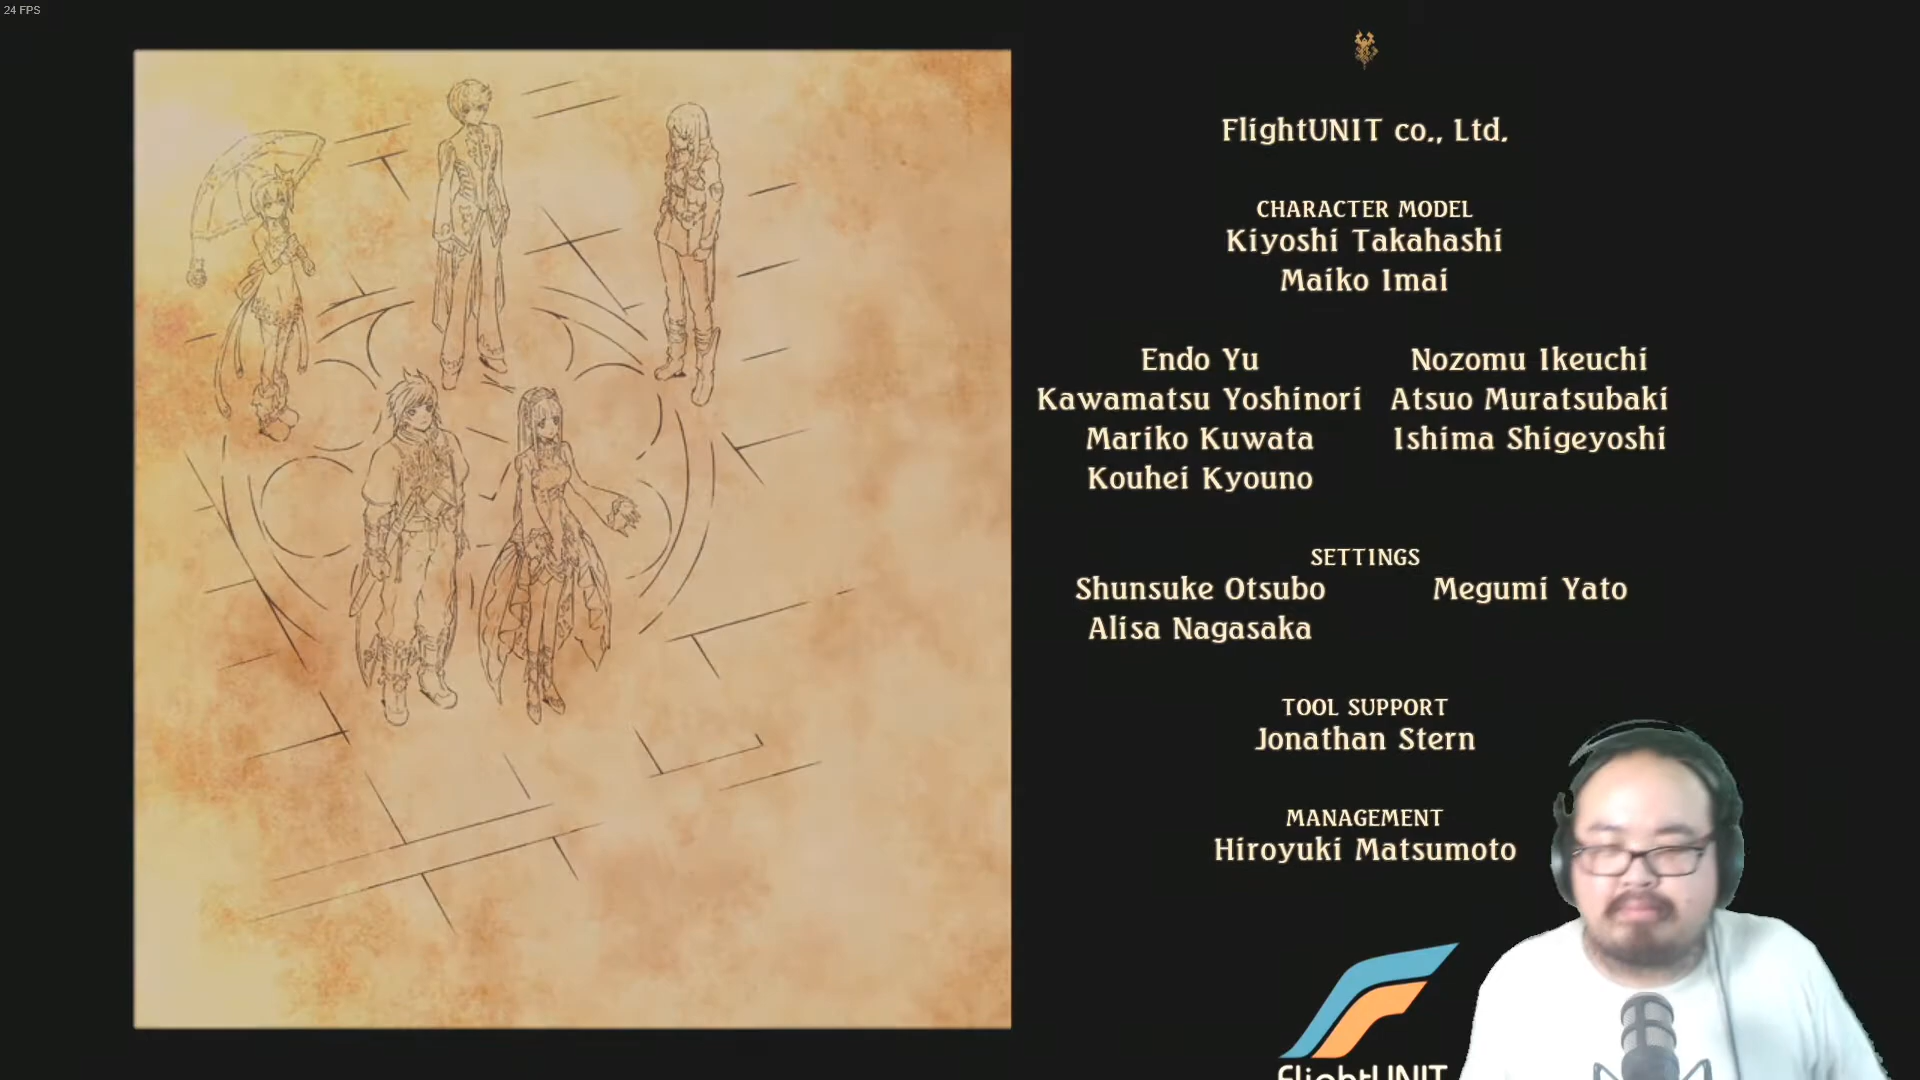 24 FPS
FlightUNIT co., Ltd.
CHARACTER MODEL
Kiyoshi Takahashi
Maiko Imai
Endo Yu Nozomu Ikeuchi
Kawamatsu Yoshinori Atsuo Muratsubaki
Mariko Kuwata Ishima Shigeyoshi
Kouhei Kyouno
SETTINGS
Shunsuke Otsubo Megumi Yato
Alisa Nagasaka
TOOL SUPPORT
Jonathan Stern
MANAGEMENT
Hiroyuki Matsumoto
FlightUNIT